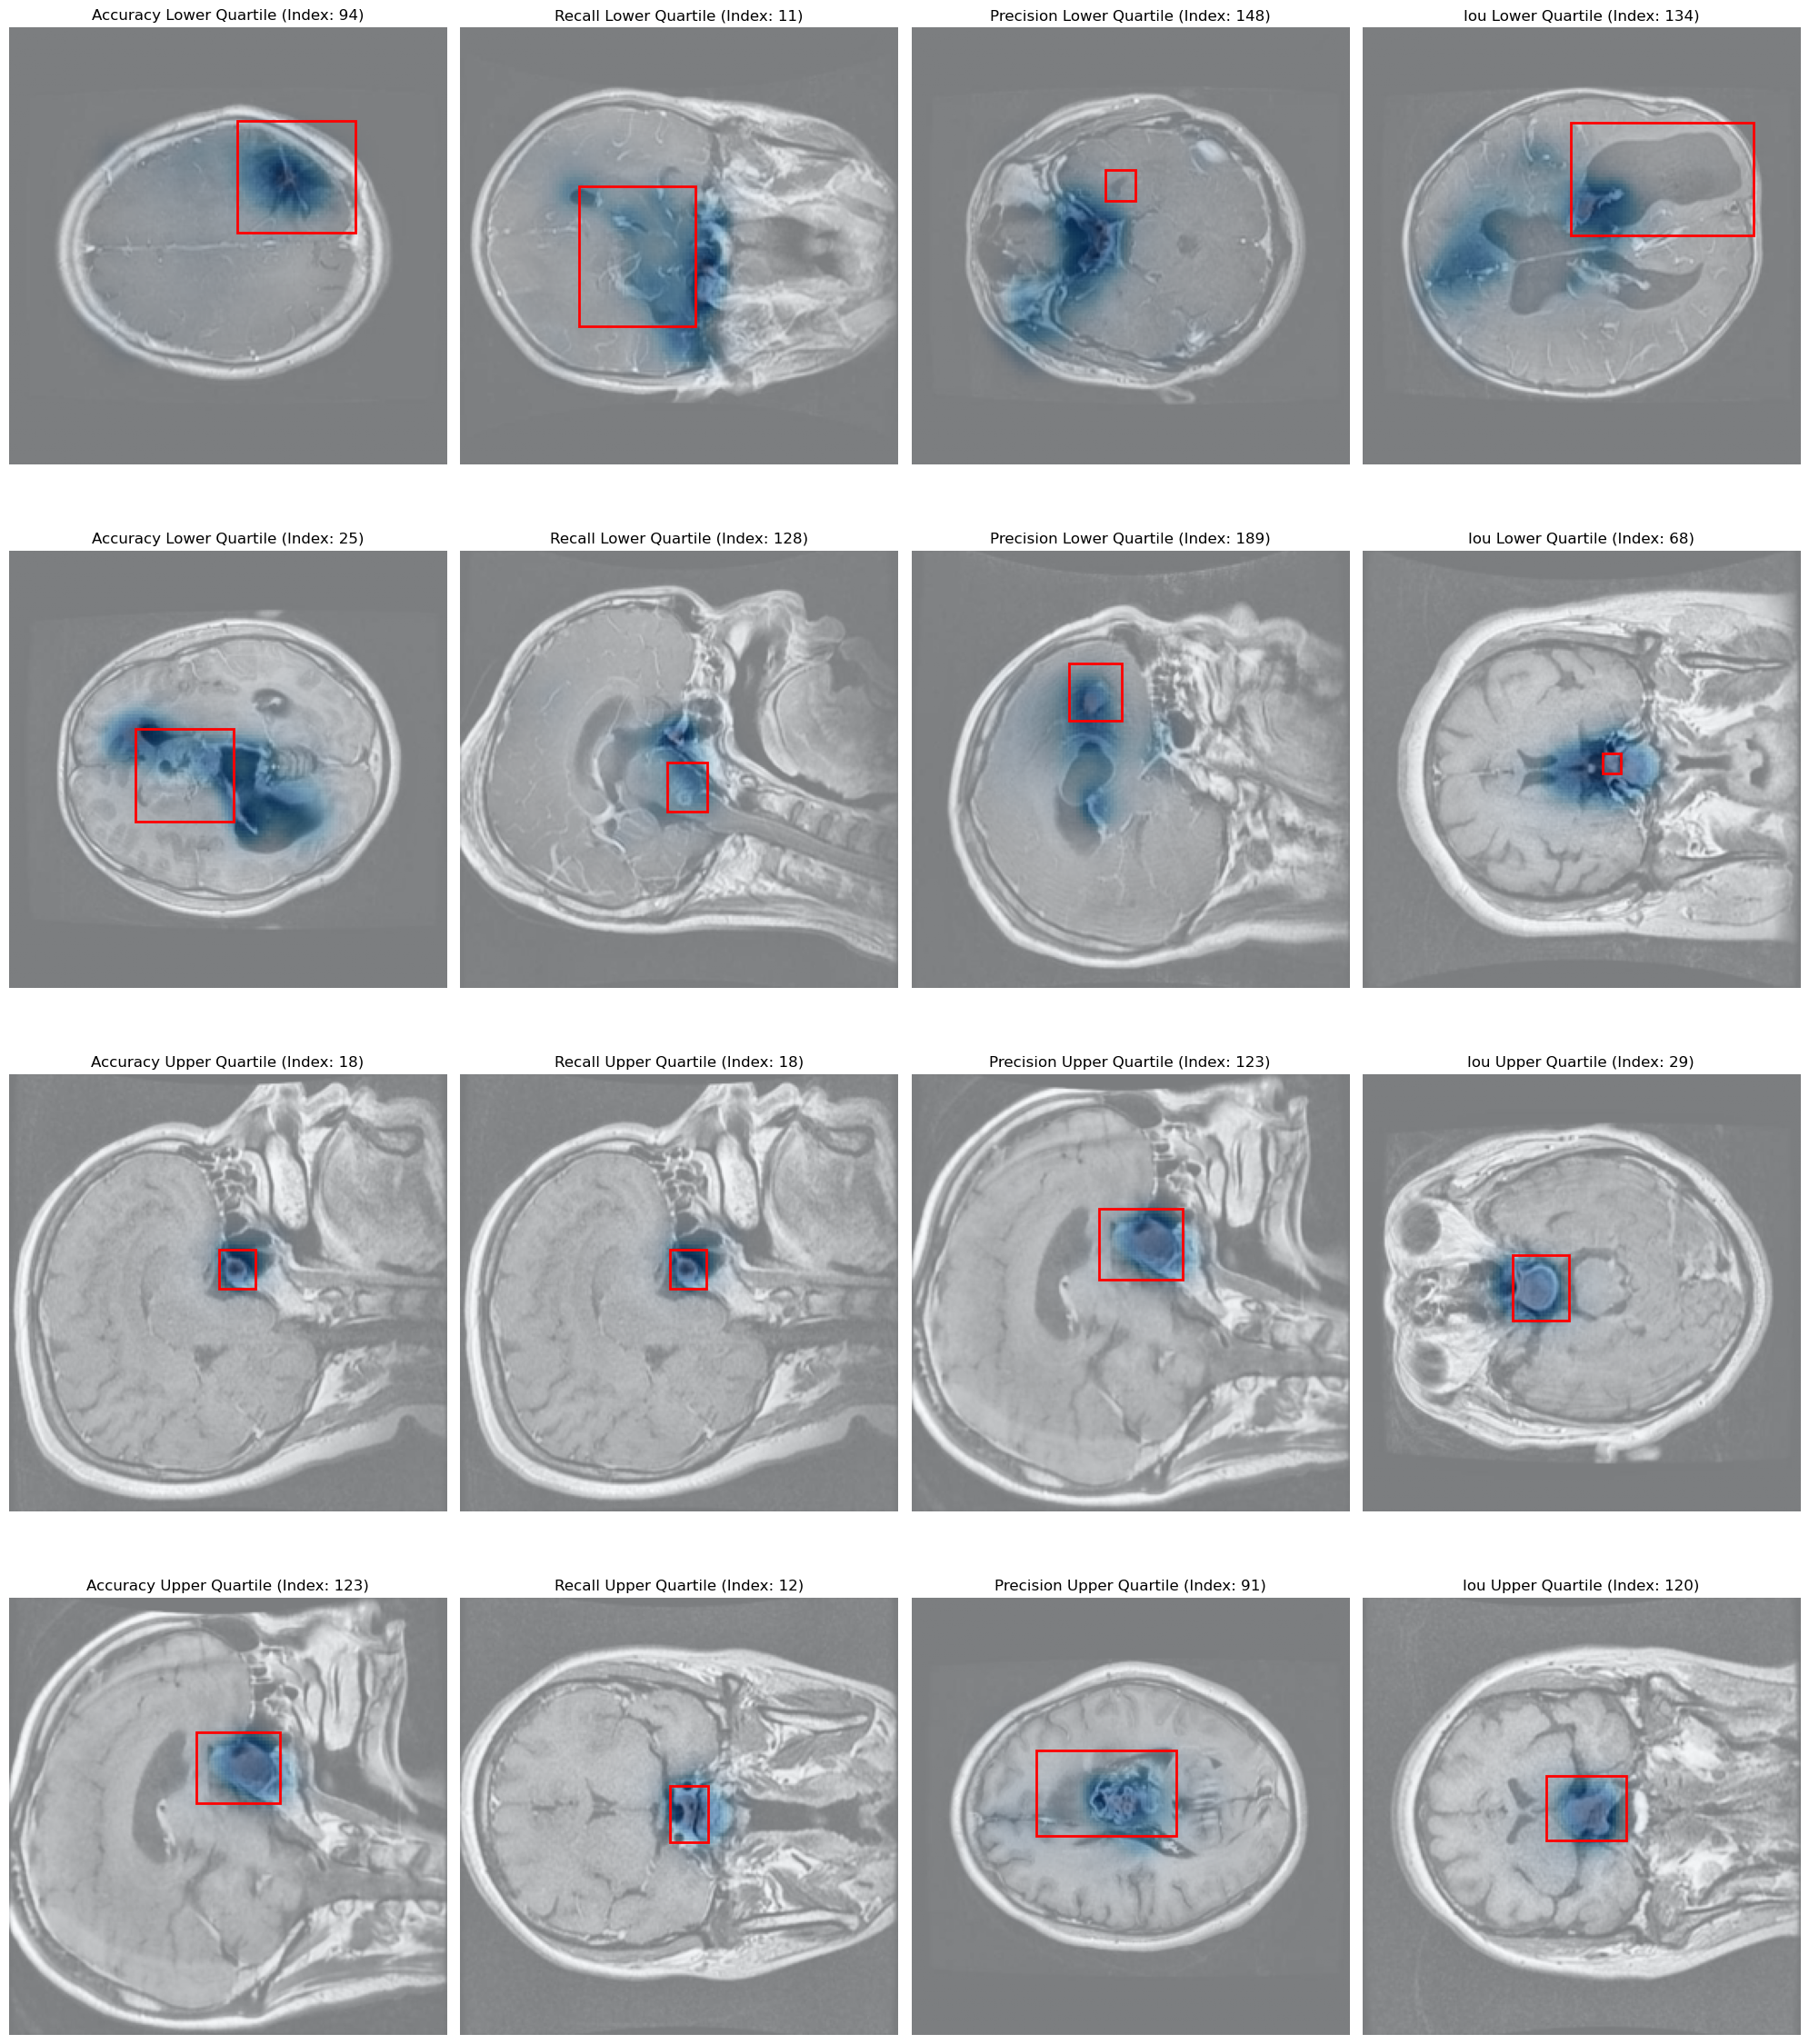 Accuracy Lower Quartile (Index: 94)
Recall Lower Quartile (Index: 11)
Precision Lower Quartile (Index: 148)
Iou Lower Quartile (Index: 134)
Accuracy Lower Quartile (Index: 25)
Recall Lower Quartile (Index: 128)
Precision Lower Quartile (Index: 189)
Iou Lower Quartile (Index: 68)
Accuracy Upper Quartile (Index: 18)
Recall Upper Quartile (Index: 18)
Precision Upper Quartile (Index: 123)
Iou Upper Quartile (Index: 29)
Accuracy Upper Quartile (Index: 123)
Recall Upper Quartile (Index: 12)
Precision Upper Quartile (Index: 91)
Iou Upper Quartile (Index: 120)